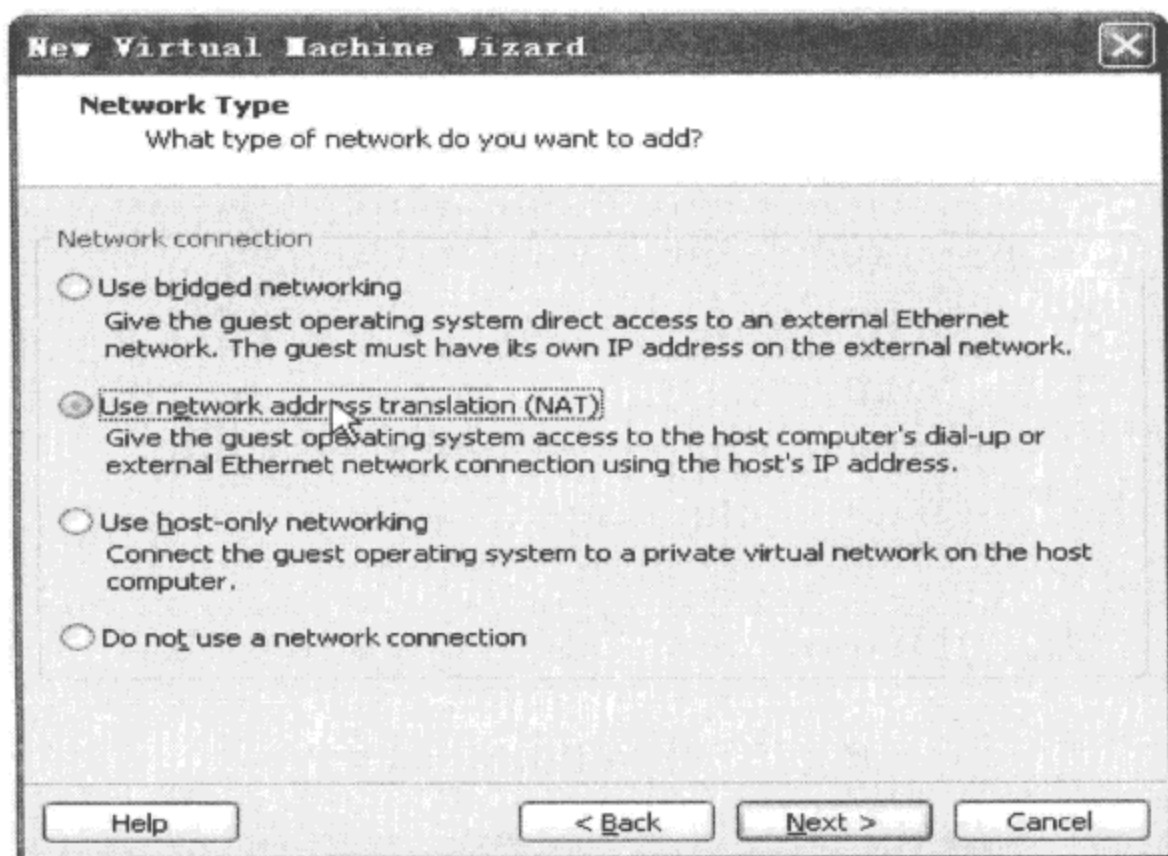 New Virtual Machine Wizard
Network Type
What type of network do you want to add?
Network connection
Use bridged networking
Give the guest operating system direct access to an external Ethernet
network. The guest must have its own IP address on the external network.
Use network address translation (NAT)
Give the guest operating system access to the host computer's dial-up or
external Ethernet network connection using the host's IP address.
Use host-only networking
Connect the guest operating system to a private virtual network on the host
computer.
Do not use a network connection
Help
< Back
Next >
Cancel